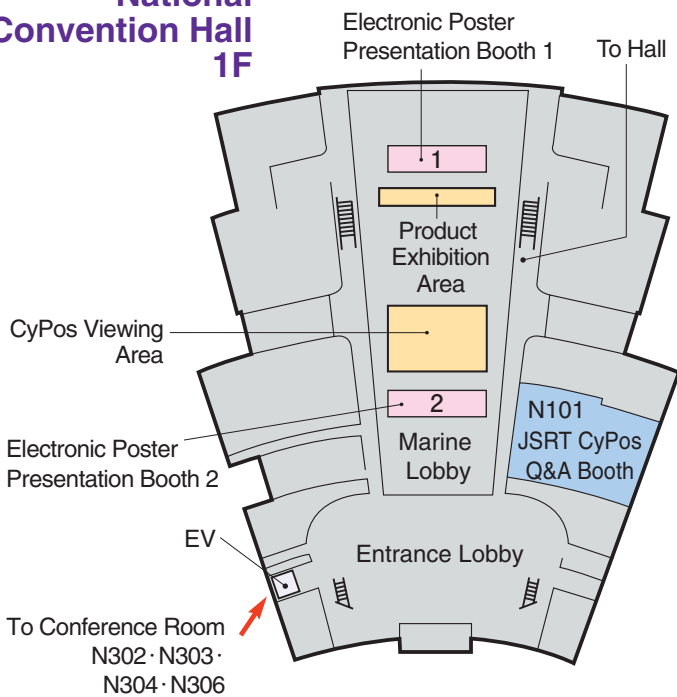 National
Convention Hall
1F
Electronic Poster
Presentation Booth 1
To Hall
1
Product
Exhibition
Area
CyPos Viewing
Area
2
N101
JSRT CyPos
Q&A Booth
Marine
Lobby
Electronic Poster
Presentation Booth 2
EV
Entrance Lobby
To Conference Room
N302・N303・
N304・N306